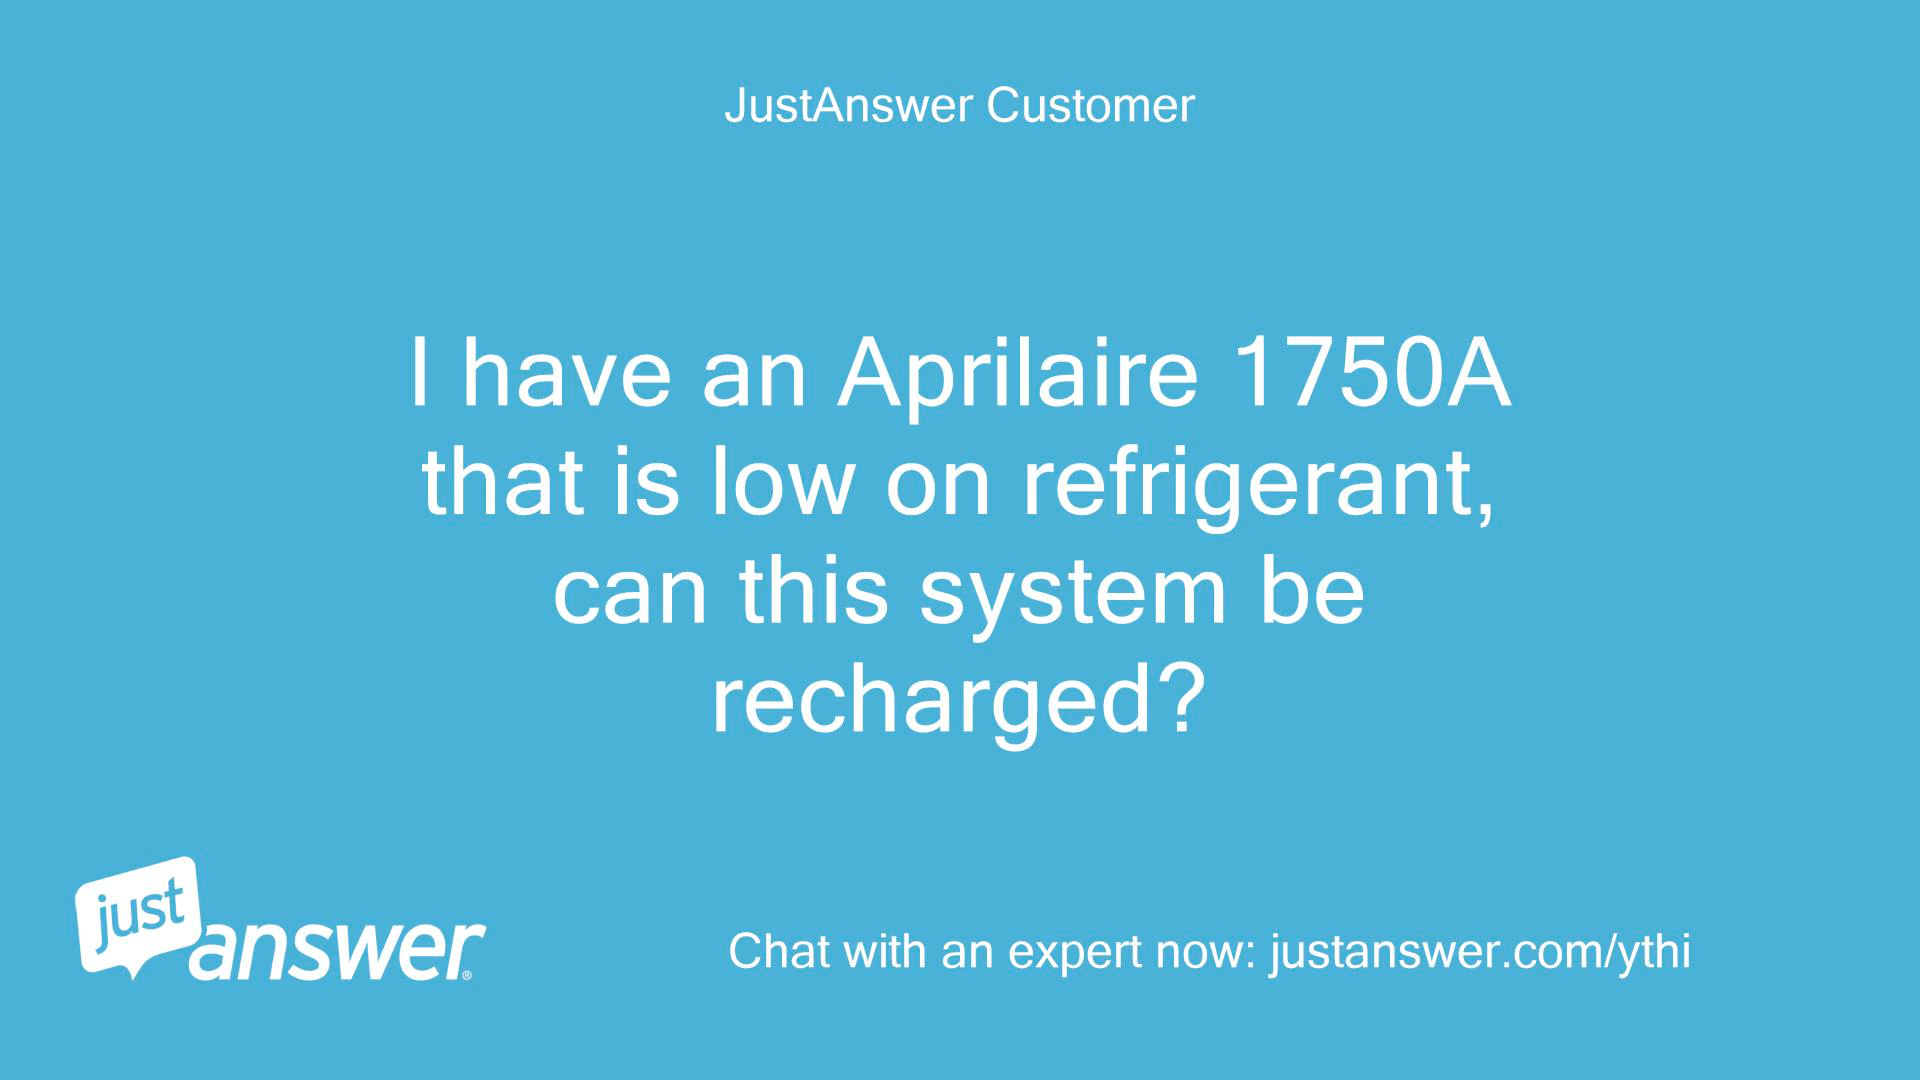 JustAnswer Customer
I have an Aprilaire 1750A
that is low on refrigerant,
can this system be
recharged?
just
answer®
Chat with an expert now: justanswer.com/ythi